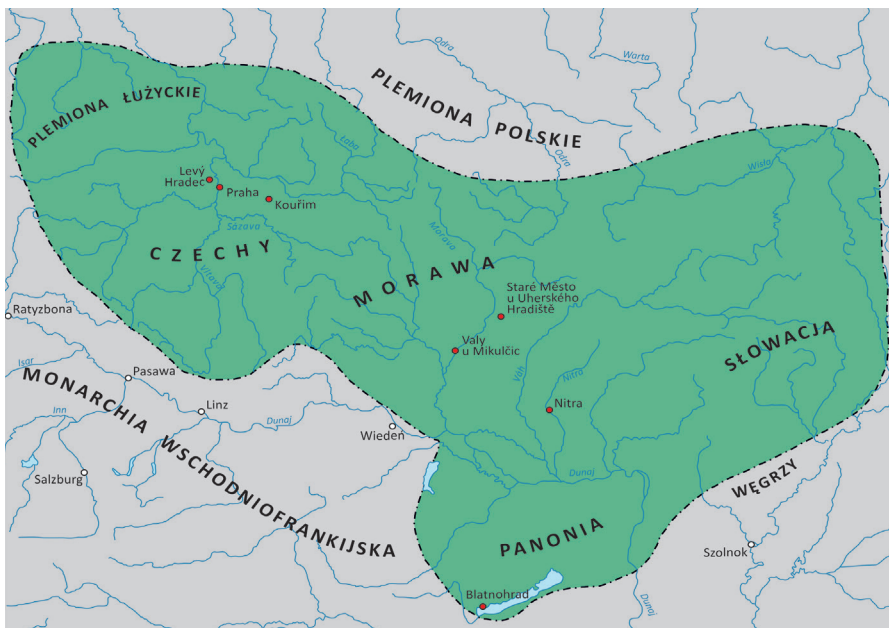 Odra
Warta
PLEMIONA POLSKIE
PLEMIONA ŁUŻYCKIE
Łaba
Odra
Wisła
Levý
Hradec
Praha
Kouřim
Sázava
Morawa
CZECHY
Vltava
MORAWA
Staré Město
u Uherského
Hradiště
Ratyzbona
Valy
u Mikulčic
SŁOWACJA
Isar
Pasawa
Váh
Nitra
MONARCHIA WSCHODNIOFRANKIJSKA
Inn
Linz
Dunaj
Nitra
Wiedeń
Salzburg
Dunaj
WĘGRZY
PANONIA
Szolnok
Blatnohrad
Dunaj